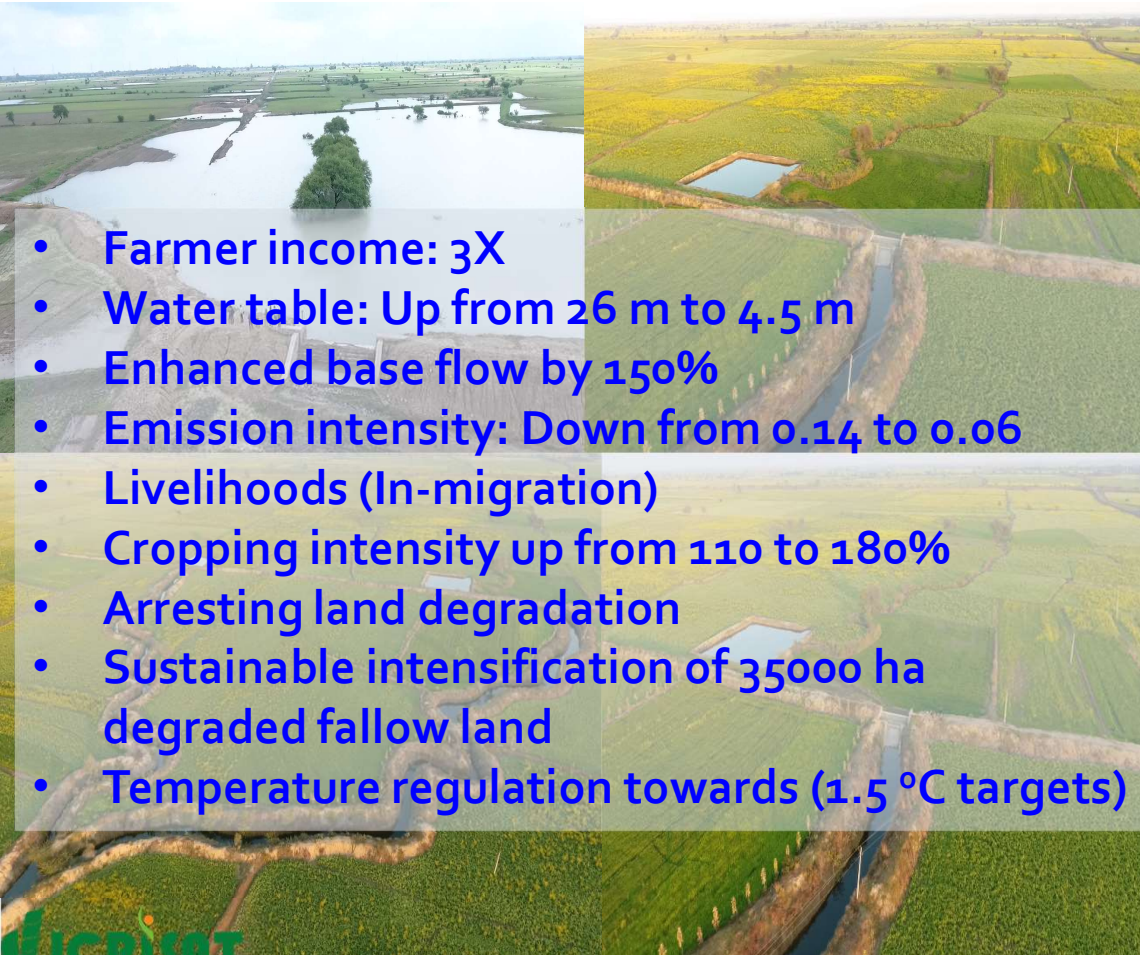 • Farmer income: 3X
• Water table: Up from 26 m to 4.5 m
• Enhanced base flow by 150%
• Emission intensity: Down from 0.14 to 0.06
• Livelihoods (In-migration)
• Cropping intensity up from 110 to 180%
• Arresting land degradation
• Sustainable intensification of 35000 ha
degraded fallow land
• Temperature regulation towards (1.5 ⁰C targets)
ICRISAT